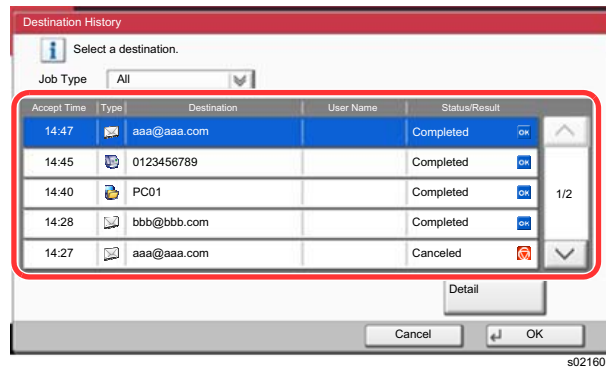 Destination History
i Select a destination.
Job Type All
Accept Time Type Destination User Name Status/Result
14:47 aaa@aaa.com Completed OK
14:45 0123456789 Completed OK
14:40 PC01 Completed OK
1/2
14:28 bbb@bbb.com Completed OK
14:27 aaa@aaa.com Canceled
Detail
Cancel OK
s02160